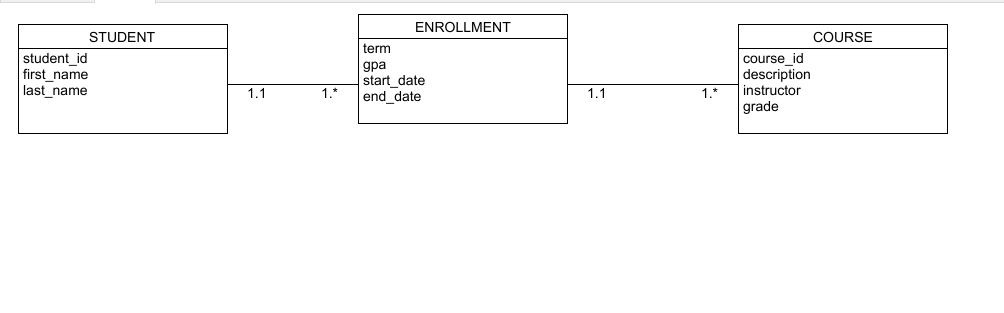 STUDENT
student_id
first_name
last_name
1.1
1.*
ENROLLMENT
term
gpa
start_date
end_date
1.1
1.*
COURSE
course_id
description
instructor
grade